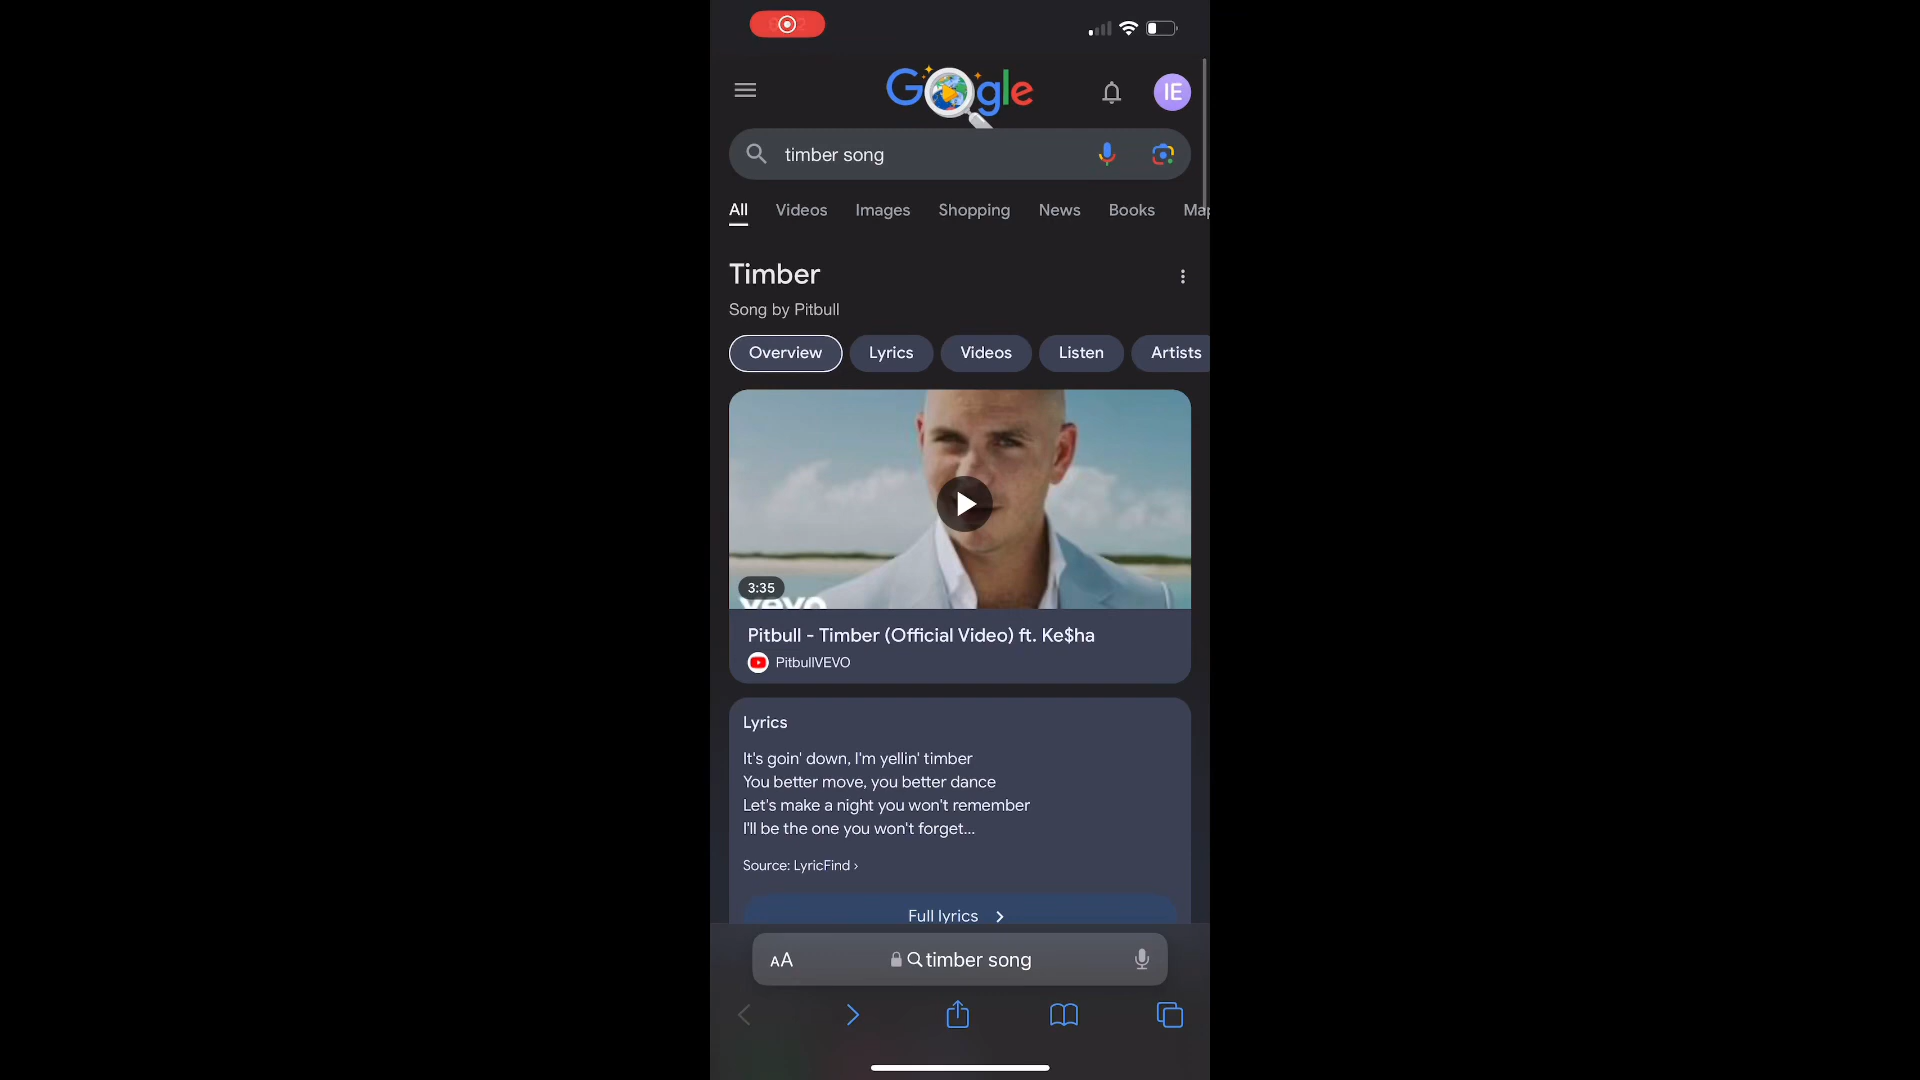 Google
IE
timber song
All Videos Images Shopping News Books Map
Timber
Song by Pitbull
Overview Lyrics Videos Listen Artists
3:35
vevo
Pitbull - Timber (Official Video) ft. Ke$ha
PitbullVEVO
Lyrics
It's goin' down, I'm yellin' timber
You better move, you better dance
Let's make a night you won't remember
I'll be the one you won't forget...
Source: LyricFind ›
Full lyrics
AA timber song